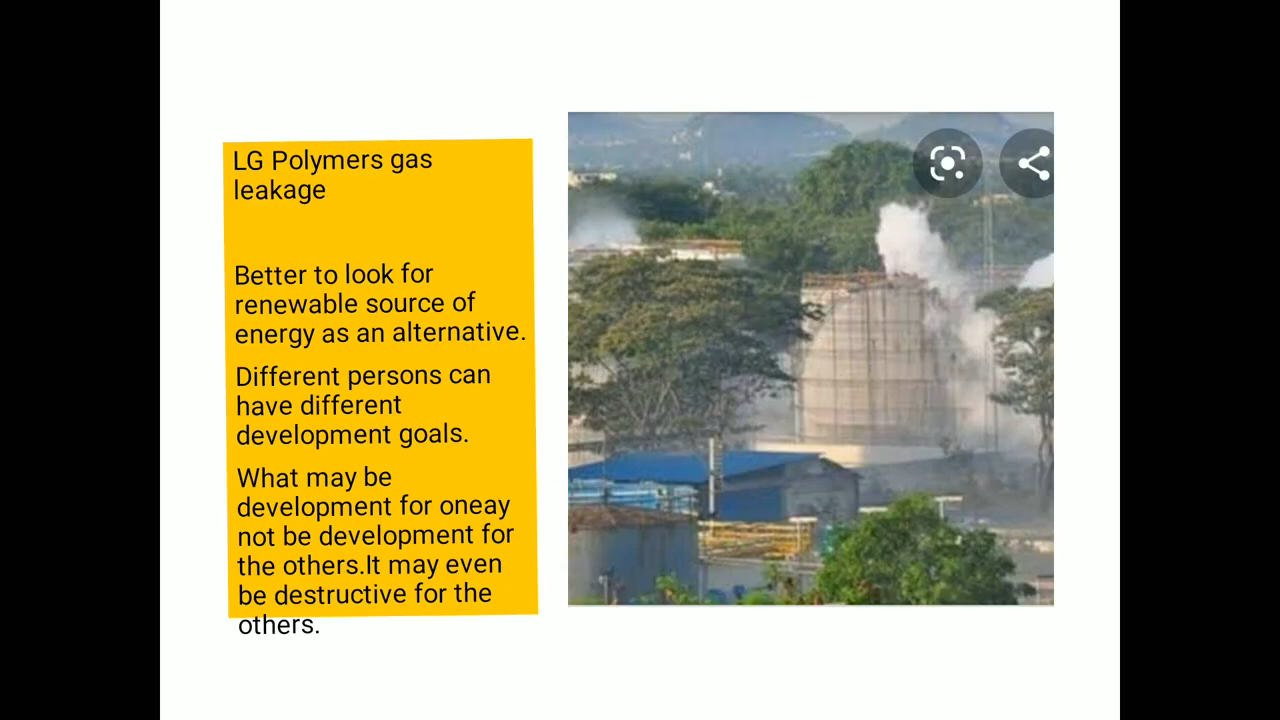 LG Polymers gas
leakage
Better to look for
renewable source of
energy as an alternative.
Different persons can
have different
development goals.
What may be
development for oneay
not be development for
the others.It may even
be destructive for the
others.